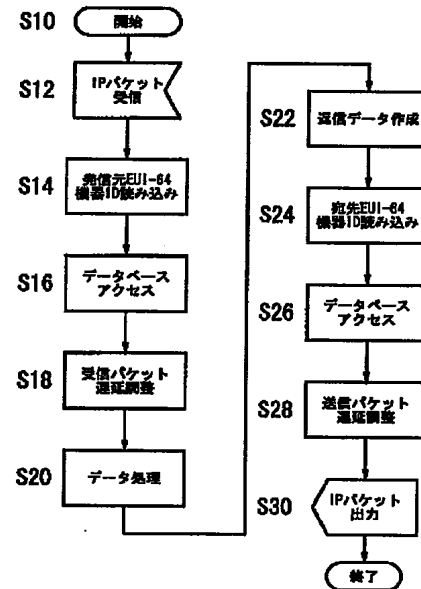 S10
開始
S12
IPパケット
受信
S14
発信元EUI-64
機器ID読み込み
S16
データベース
アクセス
S18
受信パケット
遅延調整
S20
データ処理
S22
返信データ作成
S24
宛先EUI-64
機器ID読み込み
S26
データベース
アクセス
S28
送信パケット
遅延調整
S30
IPパケット
出力
終了